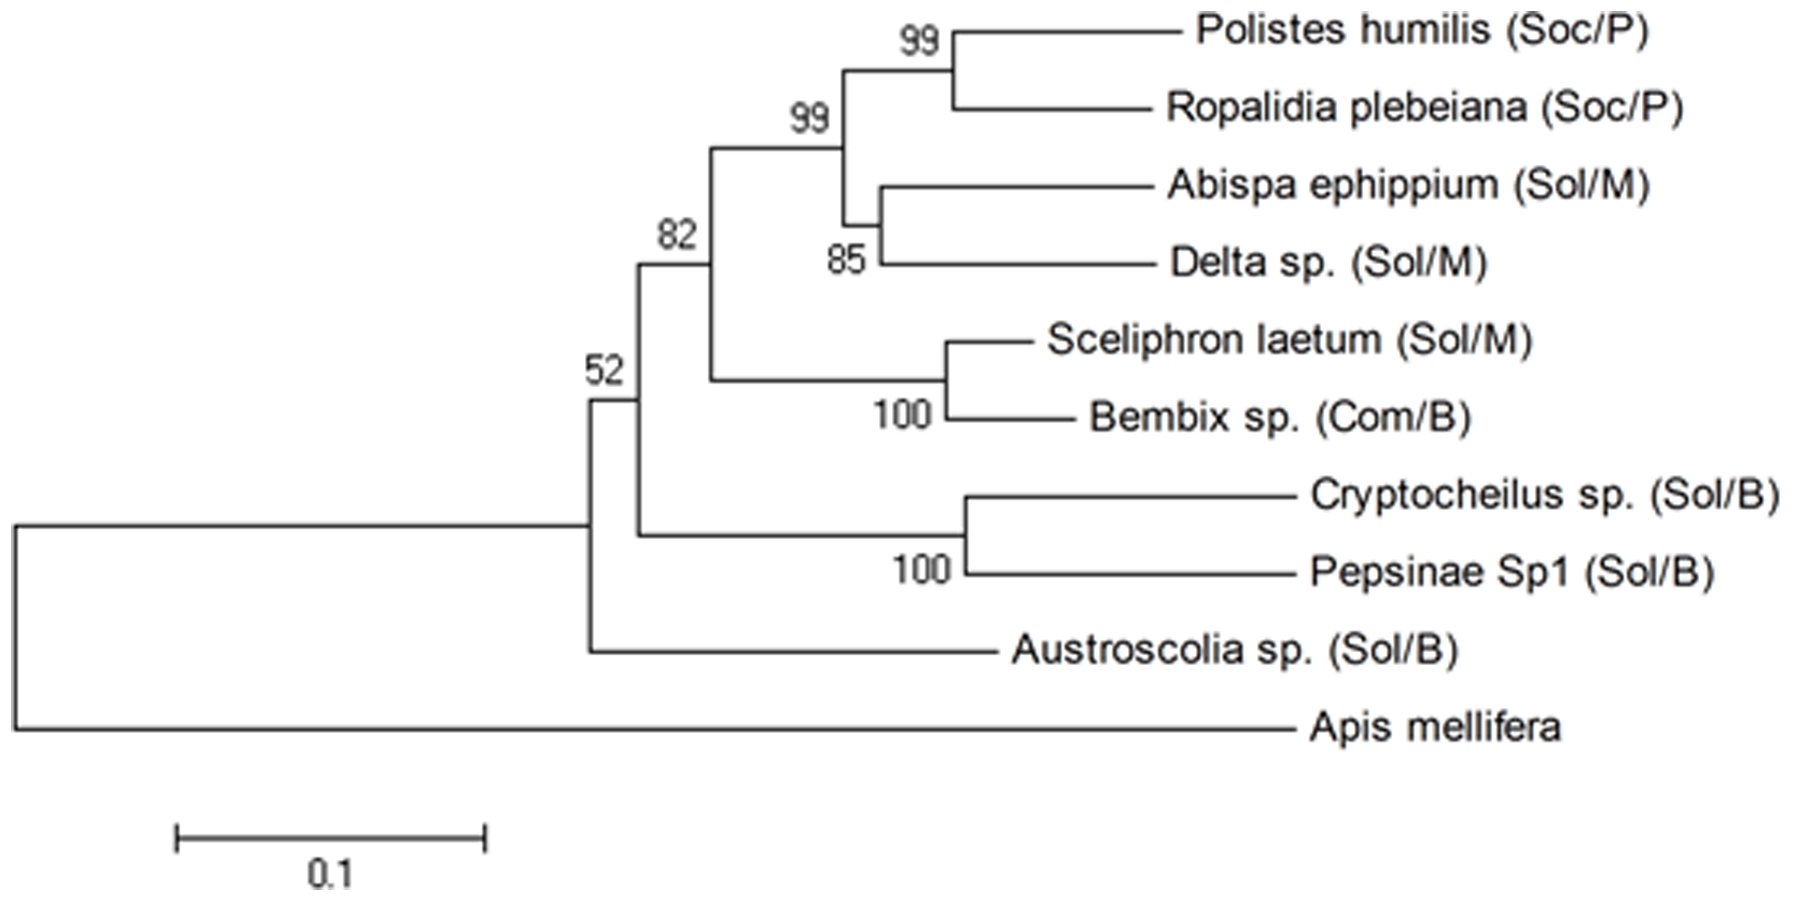 99
Polistes humilis (Soc/P)
99
Ropalidia plebeiana (Soc/P)
Abispa ephippium (Sol/M)
82
85
Delta sp. (Sol/M)
Sceliphron laetum (Sol/M)
52
100
Bembix sp. (Com/B)
Cryptocheilus sp. (Sol/B)
100
Pepsinae Sp1 (Sol/B)
Austroscolia sp. (Sol/B)
Apis mellifera
0.1